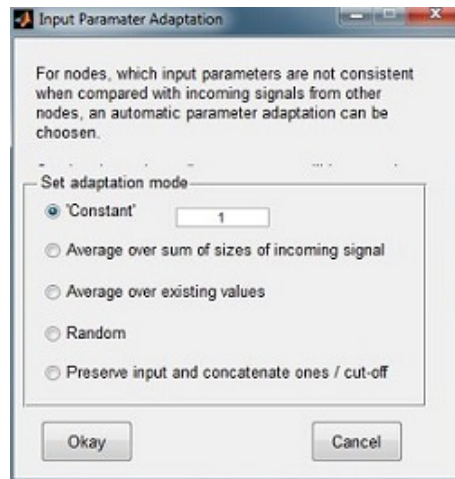 Input Paramater Adaptation
For nodes, which input parameters are not consistent
when compared with incoming signals from other
nodes, an automatic parameter adaptation can be
choosen.
Set adaptation mode
'Constant' 1
Average over sum of sizes of incoming signal
Average over existing values
Random
Preserve input and concatenate ones / cut-off
Okay Cancel